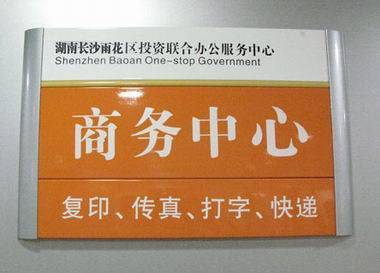 湖南长沙雨花区投资联合办公服务中心
Shenzhen Baoan One-stop Government
商务中心
复印、传真、打字、快递